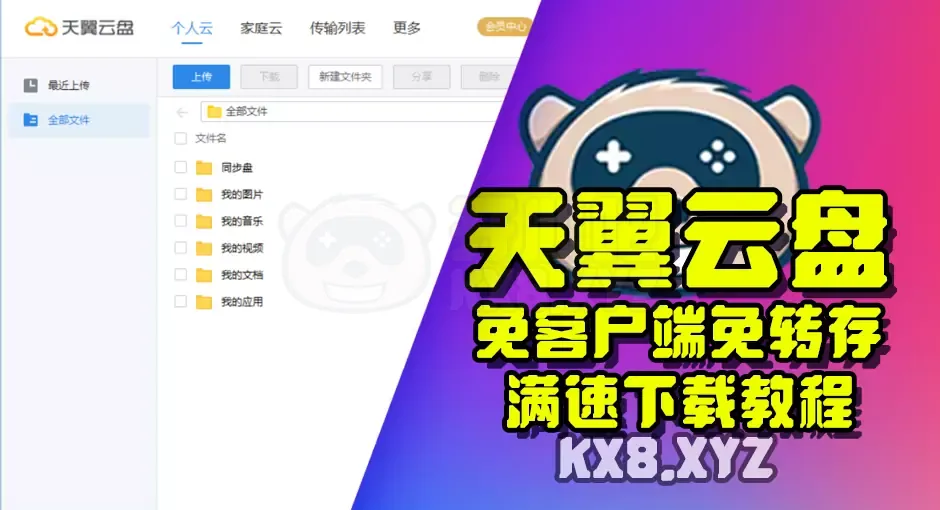 天翼云盘
个人云 家庭云 传输列表 更多 会员中心
上传 下载 新建文件夹 分享 删除
最近上传
全部文件
全部文件
文件名
同步盘
我的图片
我的音乐
我的视频
我的文档
我的应用
天翼云盘
免客户端免转存
满速下载教程
KX8.XYZ